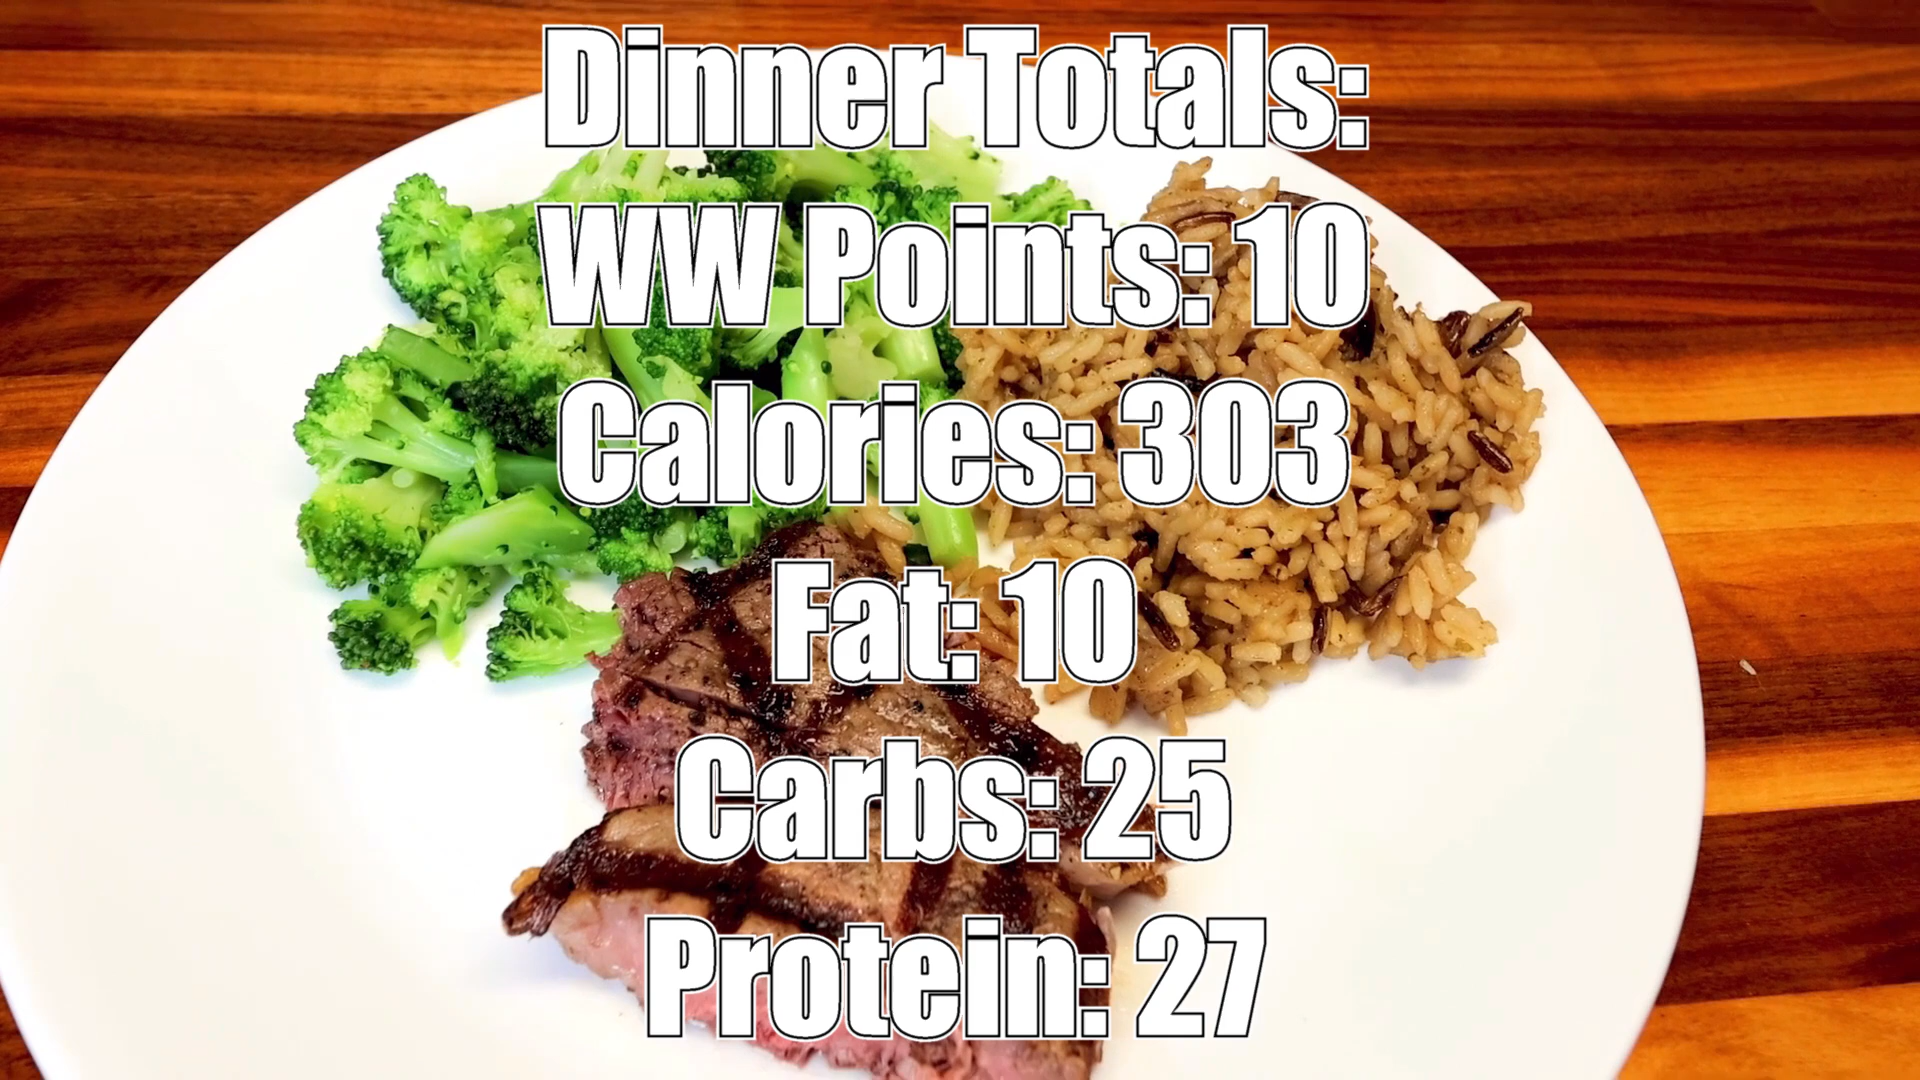 Dinner Totals:
WW Points: 10
Calories: 303
Fat: 10
Carbs: 25
Protein: 27